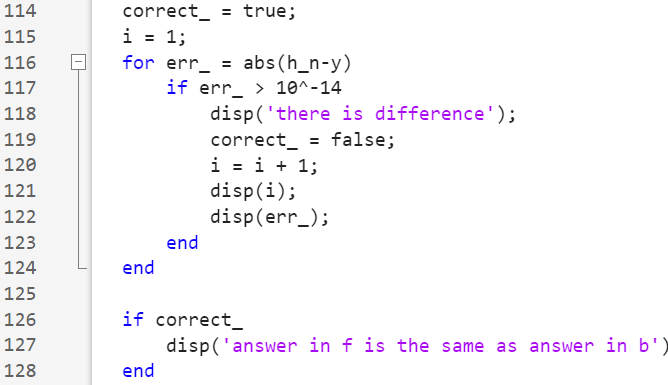 114 correct_ = true;
115 i = 1;
116 for err_ = abs(h_n-y)
117 if err_ > 10^-14
118 disp('there is difference');
119 correct_ = false;
120 i = i + 1;
121 disp(i);
122 disp(err_);
123 end
124 end
125
126 if correct_
127 disp('answer in f is the same as answer in b')
128 end